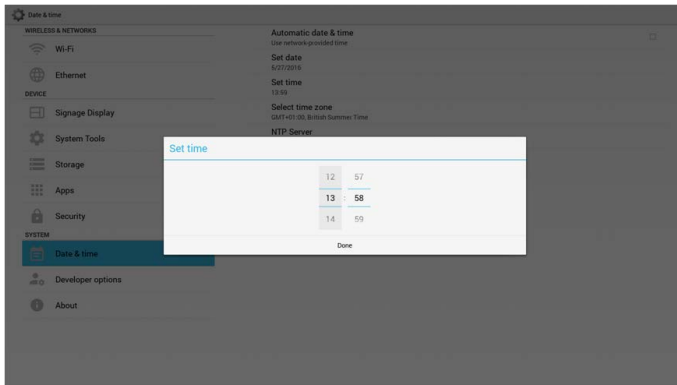 Date & time
WIRELESS & NETWORKS
Wi-Fi
Ethernet
DEVICE
Signage Display
System Tools
Storage
Apps
Security
SYSTEM
Date & time
Developer options
About
Automatic date & time
Use network-provided time
Set date
6/27/2016
Set time
13:59
Select time zone
GMT+01:00, British Summer Time
NTP Server
Set time
12 57
13 : 58
14 59
Done